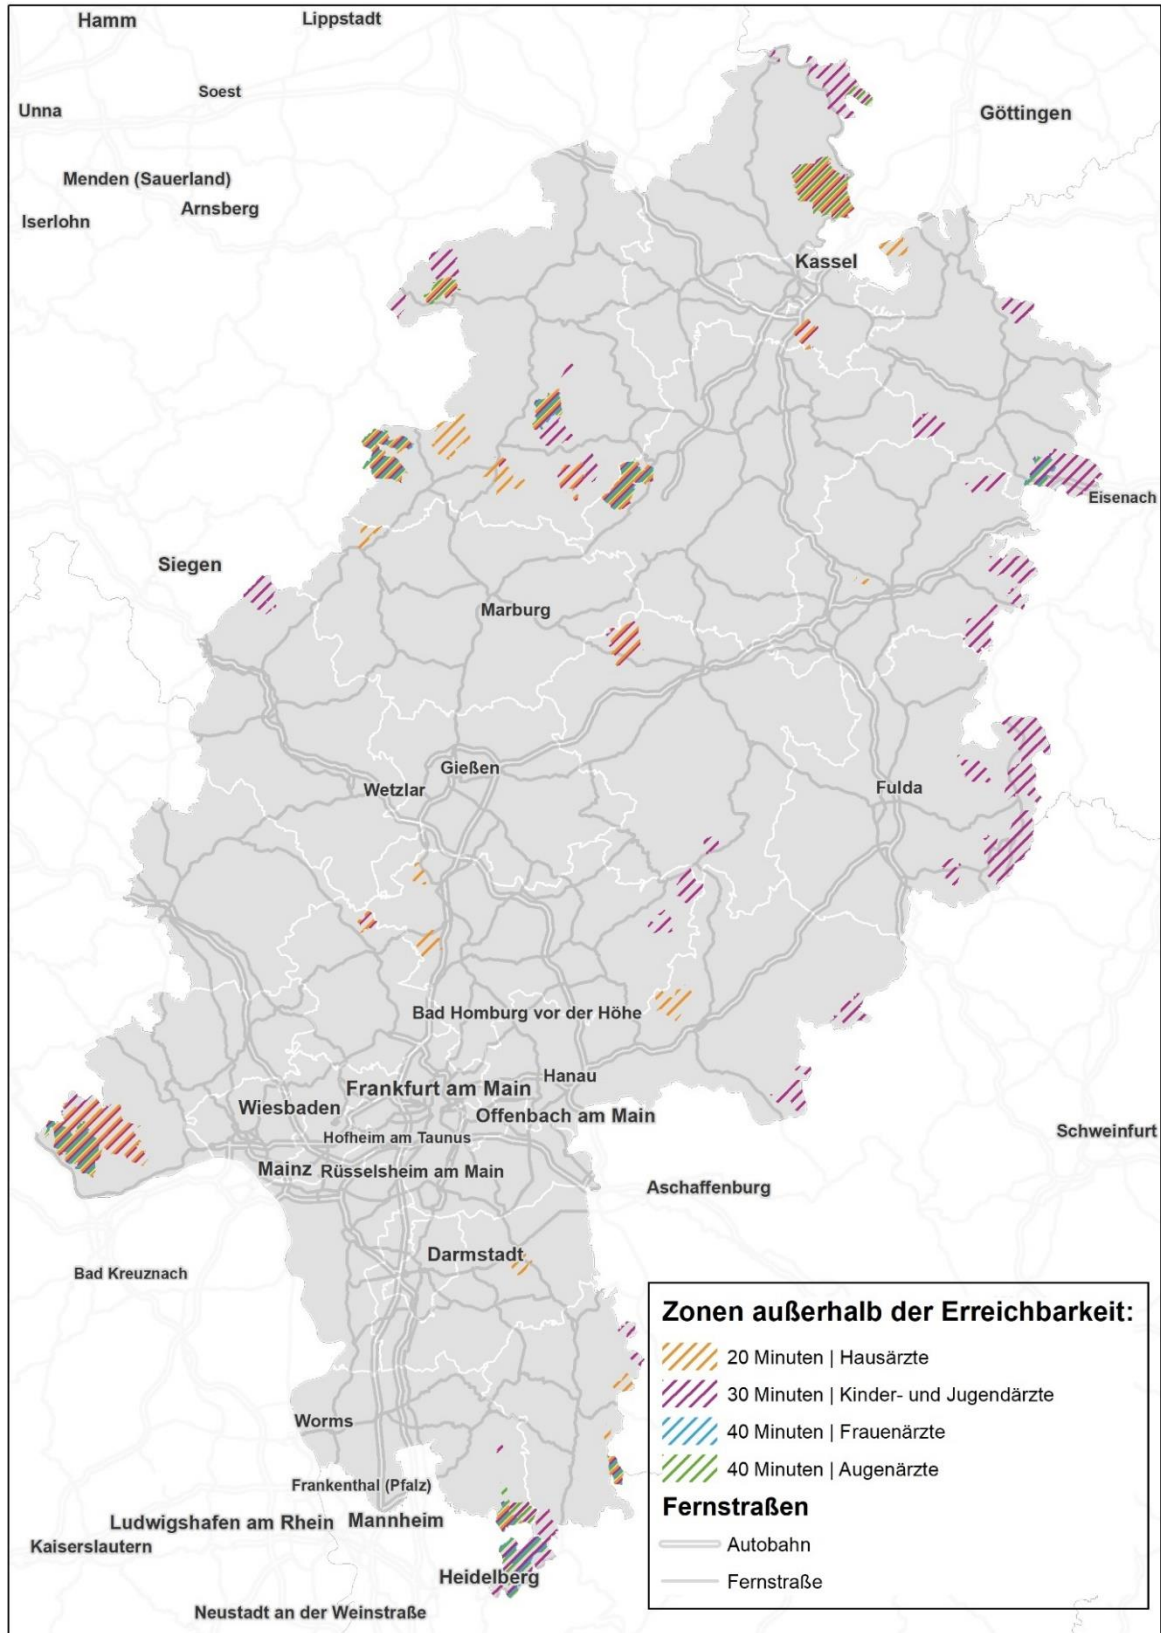 Hamm
Lippstadt
Soest
Unna
Göttingen
Menden (Sauerland)
Arnsberg
Iserlohn
Kassel
Eisenach
Siegen
Marburg
Gießen
Wetzlar
Fulda
Bad Homburg vor der Höhe
Hanau
Frankfurt am Main
Wiesbaden
Offenbach am Main
Hofheim am Taunus
Schweinfurt
Mainz
Rüsselsheim am Main
Aschaffenburg
Darmstadt
Bad Kreuznach
Worms
Frankenthal (Pfalz)
Ludwigshafen am Rhein
Mannheim
Kaiserslautern
Heidelberg
Neustadt an der Weinstraße
Zonen außerhalb der Erreichbarkeit:
20 Minuten | Hausärzte
30 Minuten | Kinder- und Jugendärzte
40 Minuten | Frauenärzte
40 Minuten | Augenärzte
Fernstraßen
Autobahn
Fernstraße